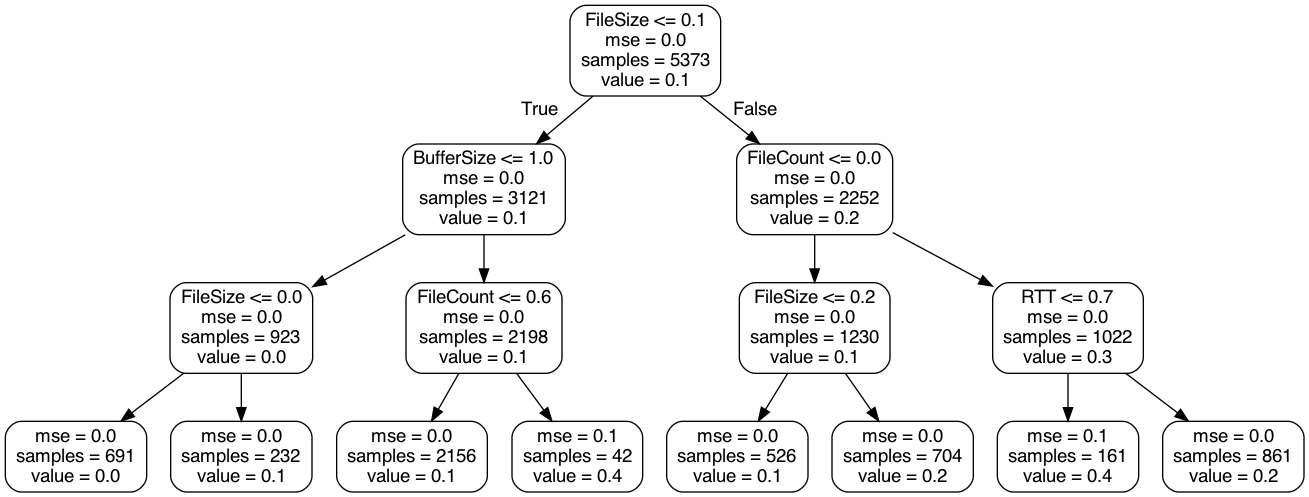 FileSize <= 0.1
mse = 0.0
samples = 5373
value = 0.1
True
False
BufferSize <= 1.0
mse = 0.0
samples = 3121
value = 0.1
FileCount <= 0.0
mse = 0.0
samples = 2252
value = 0.2
FileSize <= 0.0
mse = 0.0
samples = 923
value = 0.0
FileCount <= 0.6
mse = 0.0
samples = 2198
value = 0.1
FileSize <= 0.2
mse = 0.0
samples = 1230
value = 0.1
RTT <= 0.7
mse = 0.0
samples = 1022
value = 0.3
mse = 0.0
samples = 691
value = 0.0
mse = 0.0
samples = 232
value = 0.1
mse = 0.0
samples = 2156
value = 0.1
mse = 0.1
samples = 42
value = 0.4
mse = 0.0
samples = 526
value = 0.1
mse = 0.0
samples = 704
value = 0.2
mse = 0.1
samples = 161
value = 0.4
mse = 0.0
samples = 861
value = 0.2